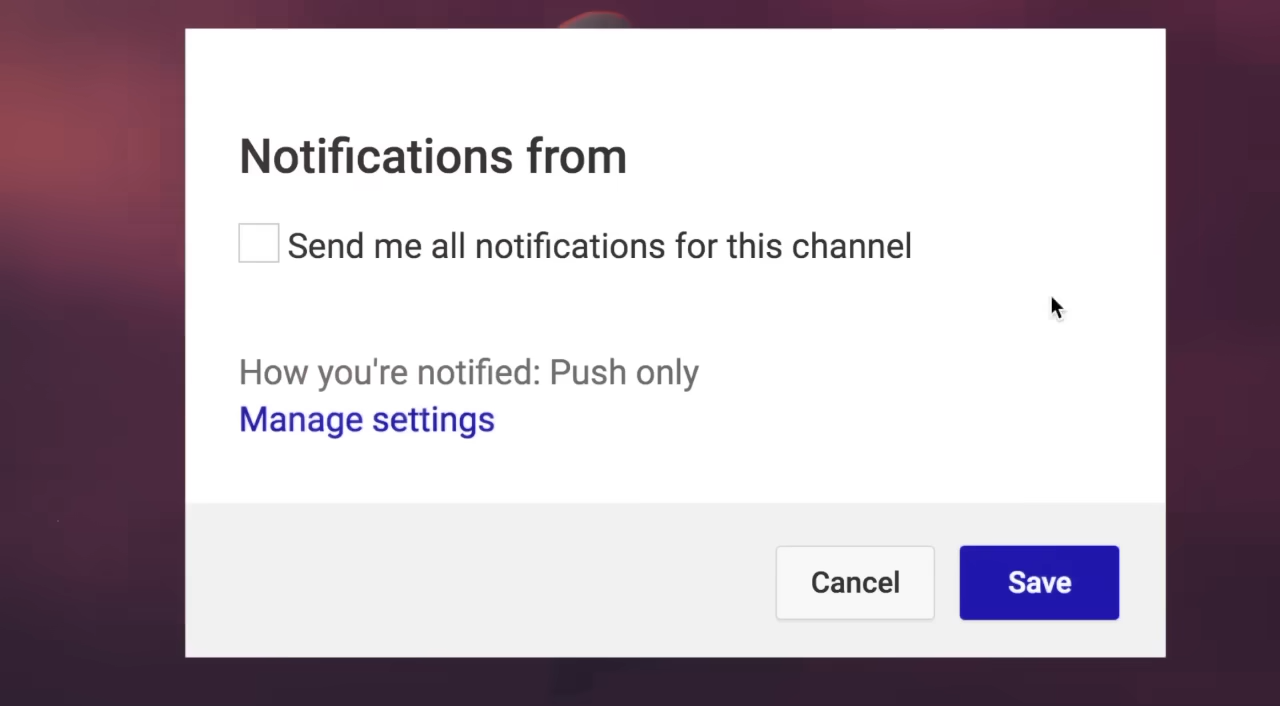 Notifications from
Send me all notifications for this channel
How you're notified: Push only
Manage settings
Cancel
Save